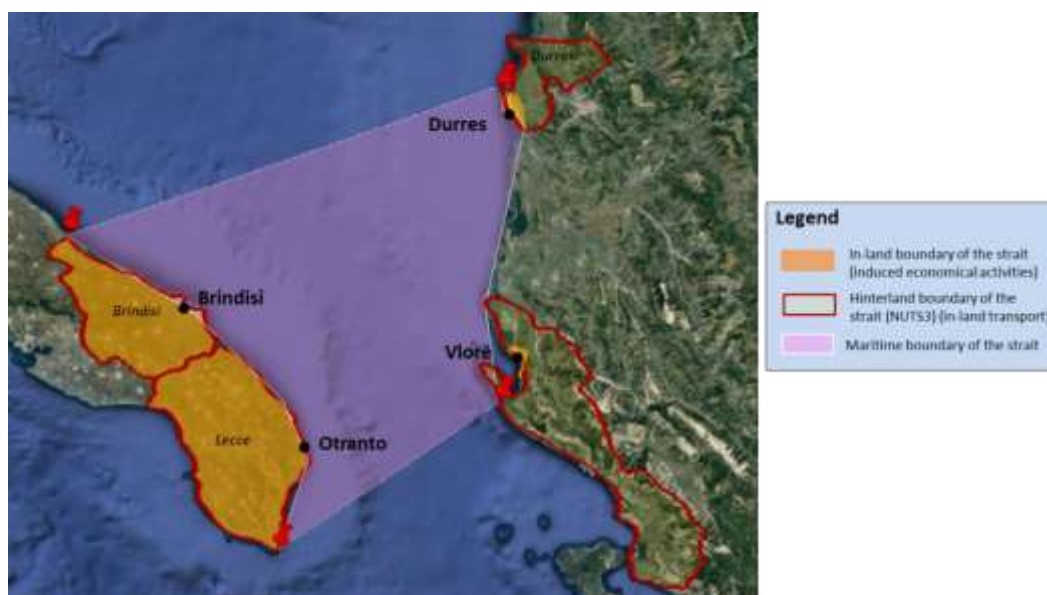 Durres
Durres
Brindisi
Brindisi
Vlorë
Lecce
Otranto
Legend
In-land boundary of the strait
(induced economical activities)
Hinterland boundary of the
strait (NUTS3) (in-land transport)
Maritime boundary of the strait